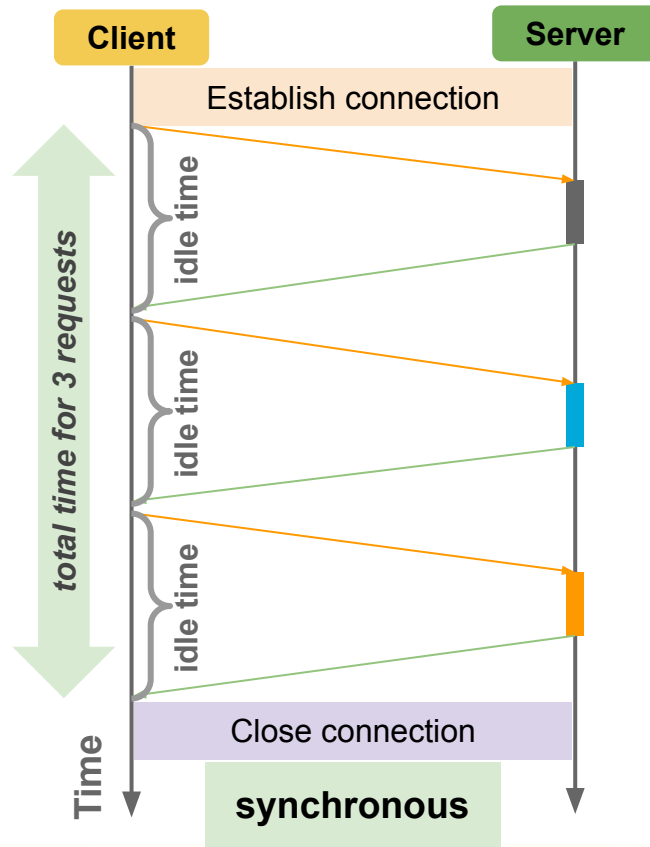 Client
Server
Establish connection
idle time
total time for 3 requests
idle time
idle time
Close connection
Time
synchronous